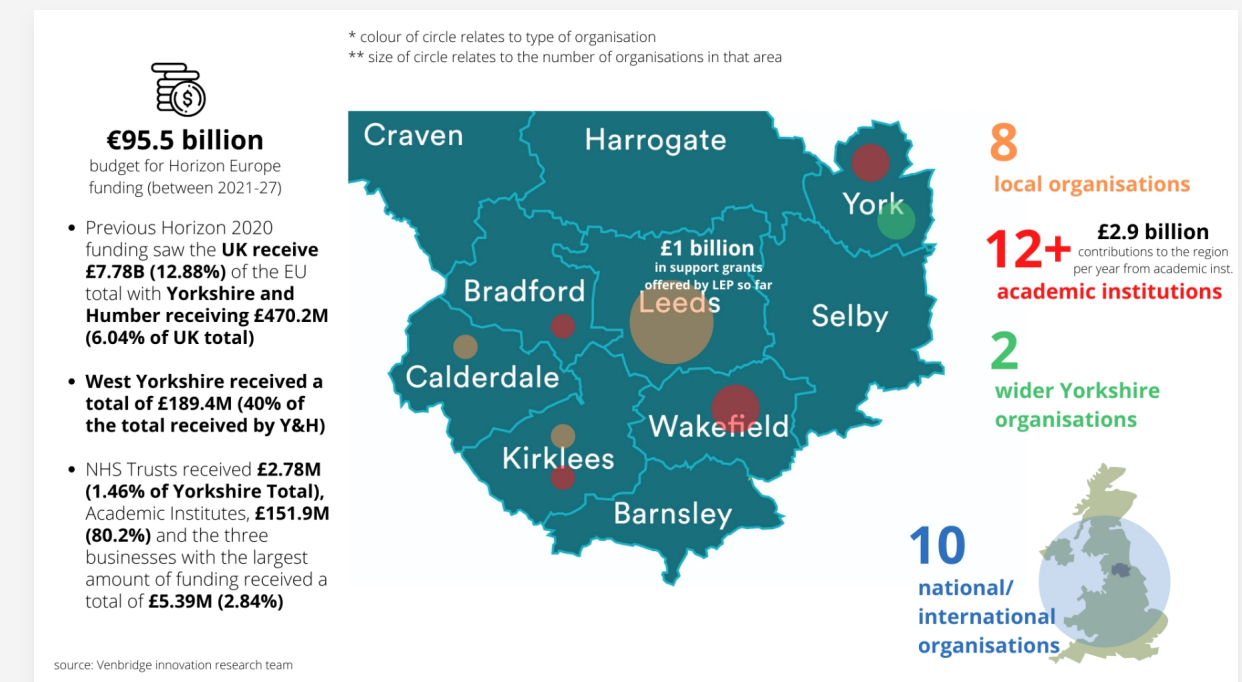 * colour of circle relates to type of organisation
** size of circle relates to the number of organisations in that area
€95.5 billion
budget for Horizon Europe
funding (between 2021-27)
• Previous Horizon 2020
funding saw the UK receive
£7.78B (12.88%) of the EU
total with Yorkshire and
Humber receiving £470.2M
(6.04% of UK total)
• West Yorkshire received a
total of £189.4M (40% of
the total received by Y&H)
• NHS Trusts received £2.78M
(1.46% of Yorkshire Total),
Academic Institutes, £151.9M
(80.2%) and the three
businesses with the largest
amount of funding received a
total of £5.39M (2.84%)
source: Venbridge innovation research team
Craven
Harrogate
York
£1 billion
in support grants
offered by LEP so far
Leeds
Bradford
Selby
Calderdale
Wakefield
Kirklees
Barnsley
8
local organisations
12+
£2.9 billion
contributions to the region
per year from academic inst.
academic institutions
2
wider Yorkshire
organisations
10
national/
international
organisations